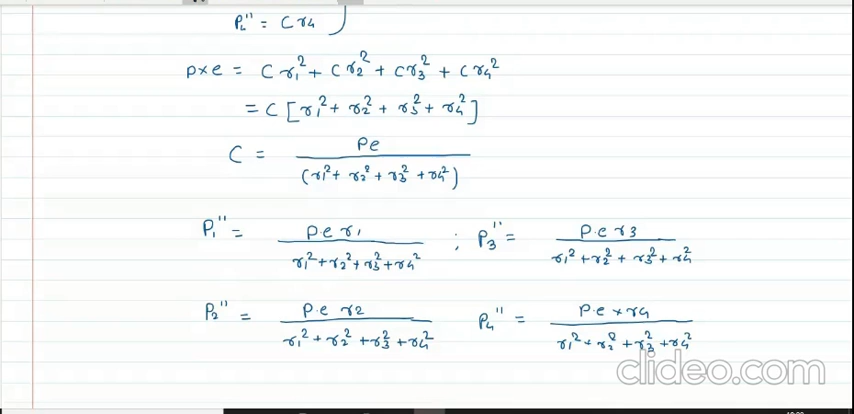 P₄'' = C r₄
P×e = C r₁² + C r₂² + C r₃² + C r₄²
= C [r₁² + r₂² + r₃² + r₄²]
C = Pe / (r₁² + r₂² + r₃² + r₄²)
P₁'' = P.e r₁ / r₁² + r₂² + r₃² + r₄² ; P₃'' = P.e r₃ / r₁² + r₂² + r₃² + r₄²
P₂'' = P.e r₂ / r₁² + r₂² + r₃² + r₄² P₄'' = P.e × r₄ / r₁² + r₂² + r₃² + r₄²
clideo.com